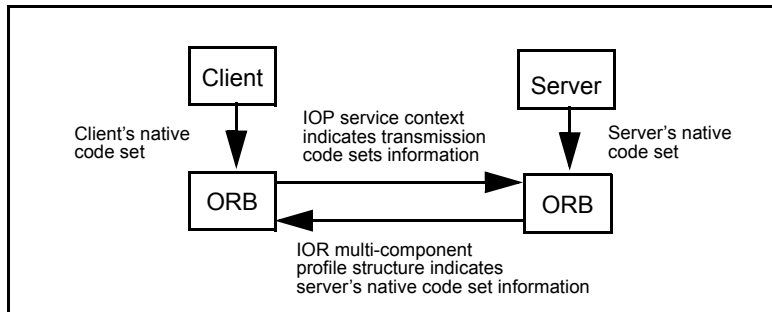 Client
Server
Client's native
code set
IOP service context
indicates transmission
code sets information
Server's native
code set
ORB
ORB
IOR multi-component
profile structure indicates
server's native code set information